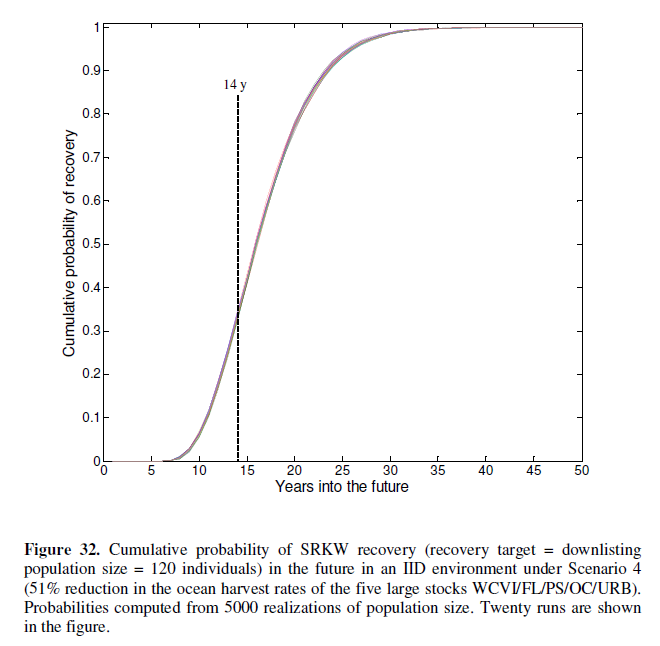 1
0.9
14 y
0.8
0.7
0.6
0.5
0.4
0.3
0.2
0.1
0
0 5 10 15 20 25 30 35 40 45 50
Cumulative probability of recovery
Years into the future
Figure 32. Cumulative probability of SRKW recovery (recovery target = downlisting
population size = 120 individuals) in the future in an IID environment under Scenario 4
(51% reduction in the ocean harvest rates of the five large stocks WCVI/FL/PS/OC/URB).
Probabilities computed from 5000 realizations of population size. Twenty runs are shown
in the figure.